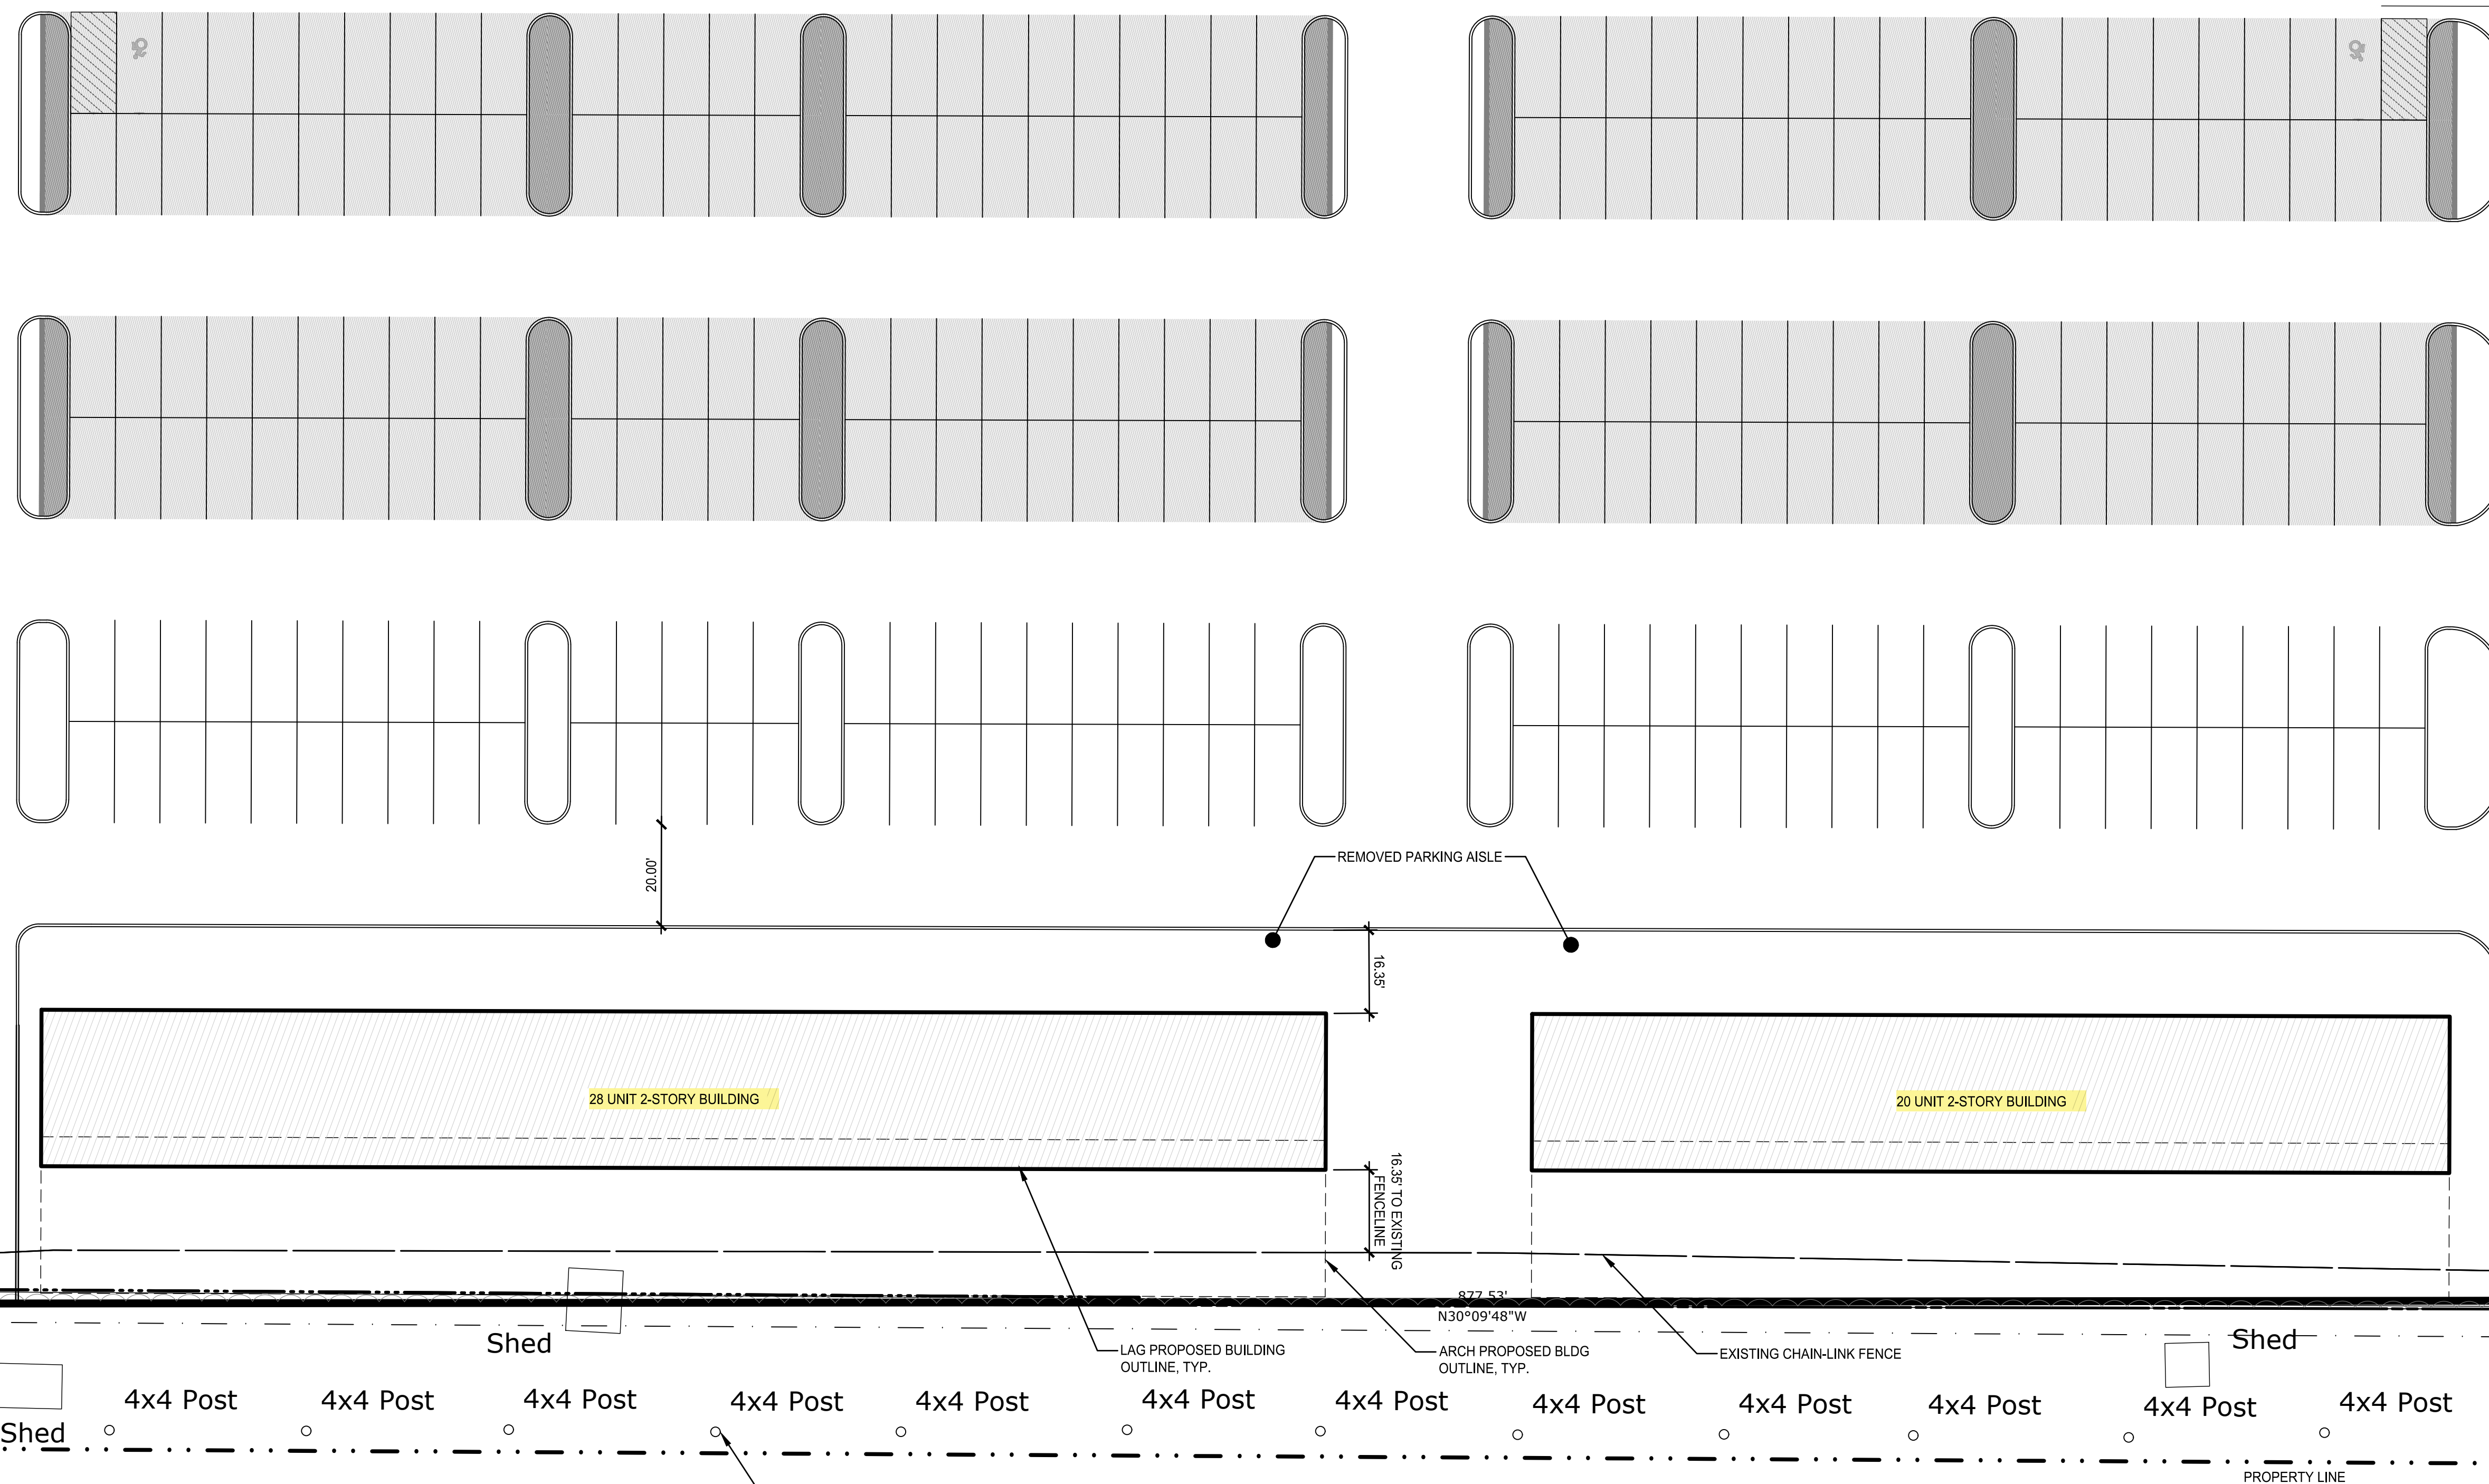 REMOVED PARKING AISLE
20.00'
16.35'
28 UNIT 2-STORY BUILDING
20 UNIT 2-STORY BUILDING
16.35' TO EXISTING
FENCELINE
877.53'
N30°09'48"W
Shed
Shed
LAG PROPOSED BUILDING
OUTLINE, TYP.
ARCH PROPOSED BLDG
OUTLINE, TYP.
EXISTING CHAIN-LINK FENCE
4x4 Post
4x4 Post
4x4 Post
4x4 Post
4x4 Post
4x4 Post
4x4 Post
4x4 Post
4x4 Post
4x4 Post
4x4 Post
4x4 Post
Shed
PROPERTY LINE